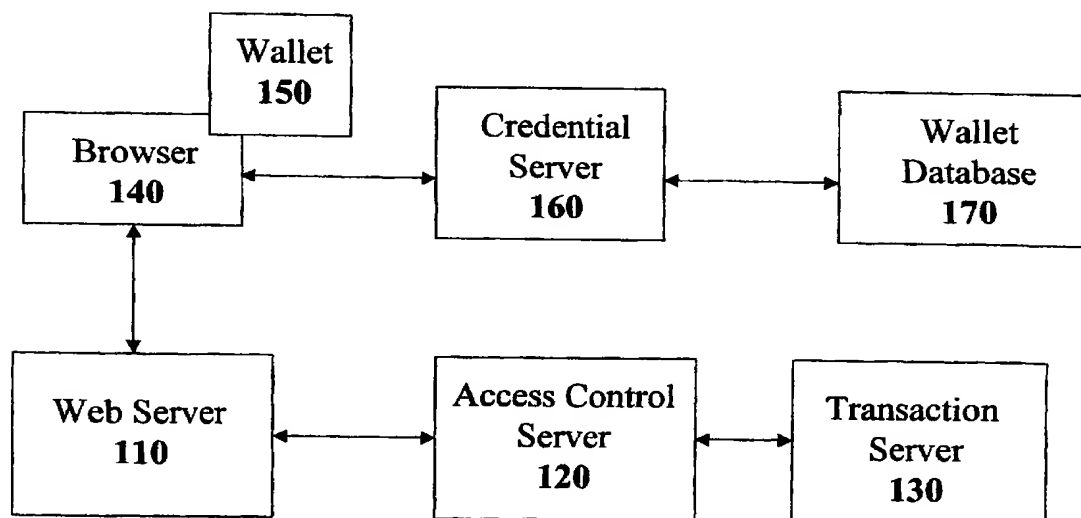 Wallet
150
Browser
140
Credential
Server
160
Wallet
Database
170
Web Server
110
Access Control
Server
120
Transaction
Server
130